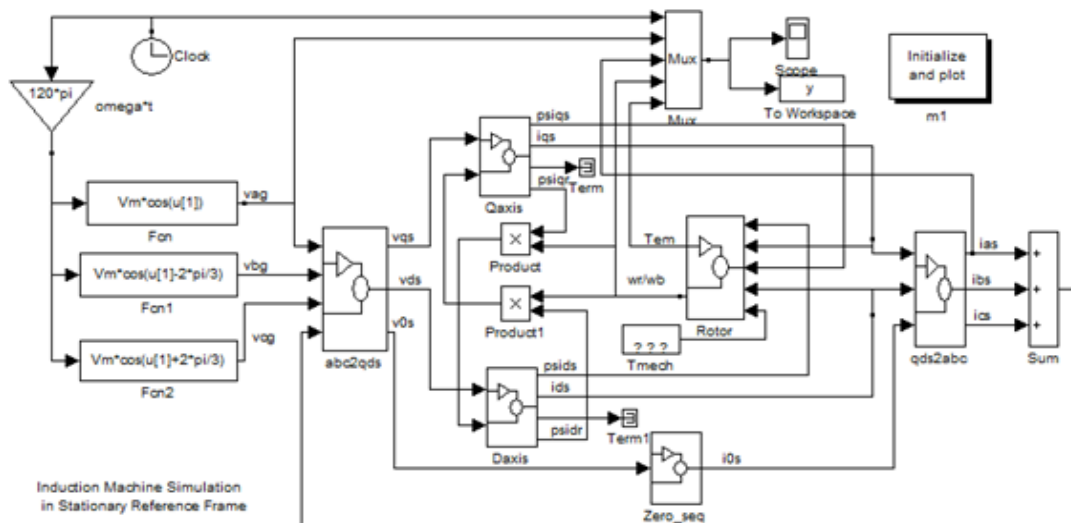 Clock
120*pi
omega*t
Vm*cos(u[1])
Fcn
vag
Vm*cos(u[1]-2*pi/3)
Fcn1
vbg
Vm*cos(u[1]+2*pi/3)
Fcn2
vcg
abc2qds
vqs
vds
v0s
psiqs
iqs
psiqr
Term
Qaxis
Product
Product1
Mux
Mux
Scope
y
To Workspace
Initialize
and plot
m1
Tem
wr/wb
Rotor
? ? ?
Tmech
psids
ids
psidr
Term1
Daxis
Zero_seq
i0s
qds2abc
ias
ibs
ics
+
+
+
Sum
Induction Machine Simulation
in Stationary Reference Frame